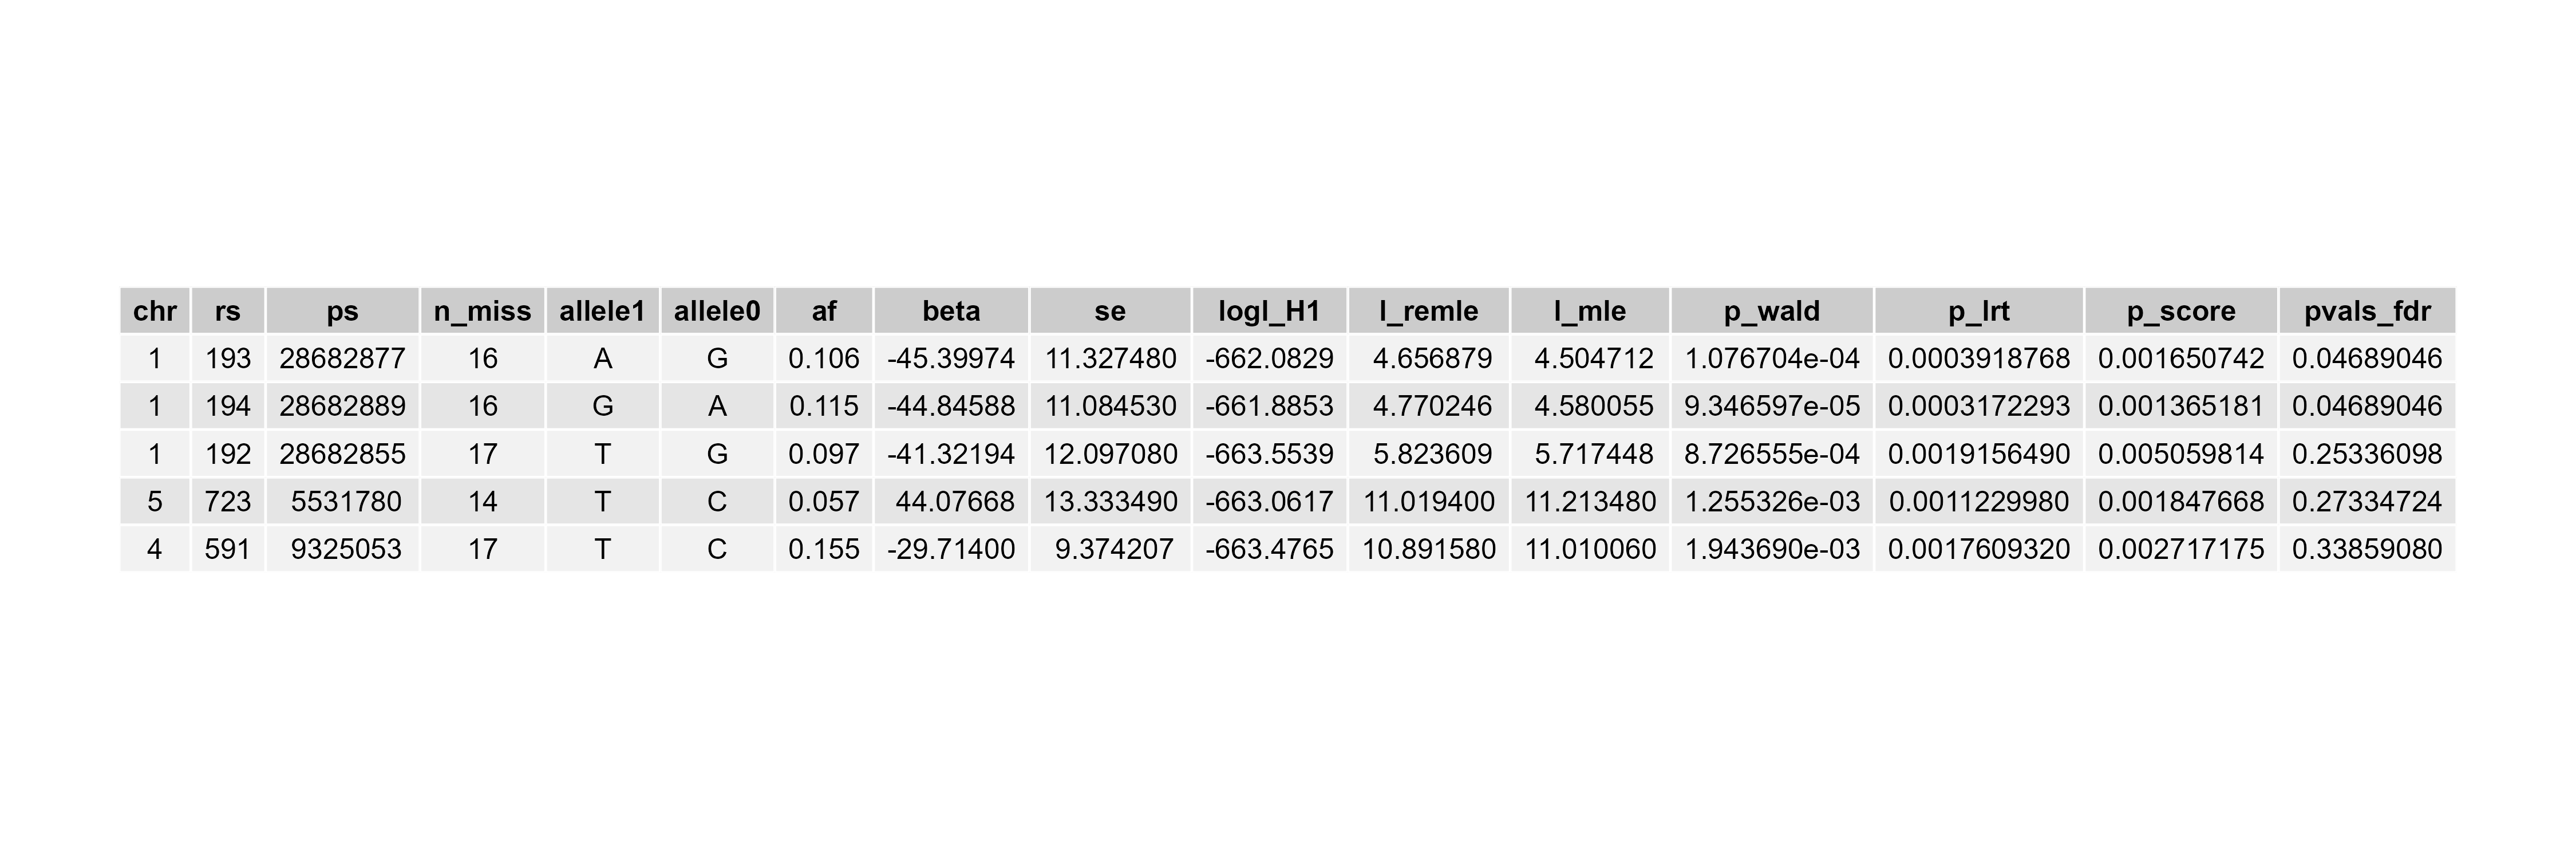 chr rs ps n_miss allele1 allele0 af beta se logl_H1 l_remle l_mle p_wald p_lrt p_score pvals_fdr
1 193 28682877 16 A G 0.106 -45.39974 11.327480 -662.0829 4.656879 4.504712 1.076704e-04 0.0003918768 0.001650742 0.04689046
1 194 28682889 16 G A 0.115 -44.84588 11.084530 -661.8853 4.770246 4.580055 9.346597e-05 0.0003172293 0.001365181 0.04689046
1 192 28682855 17 T G 0.097 -41.32194 12.097080 -663.5539 5.823609 5.717448 8.726555e-04 0.0019156490 0.005059814 0.25336098
5 723 5531780 14 T C 0.057 44.07668 13.333490 -663.0617 11.019400 11.213480 1.255326e-03 0.0011229980 0.001847668 0.27334724
4 591 9325053 17 T C 0.155 -29.71400 9.374207 -663.4765 10.891580 11.010060 1.943690e-03 0.0017609320 0.002717175 0.33859080